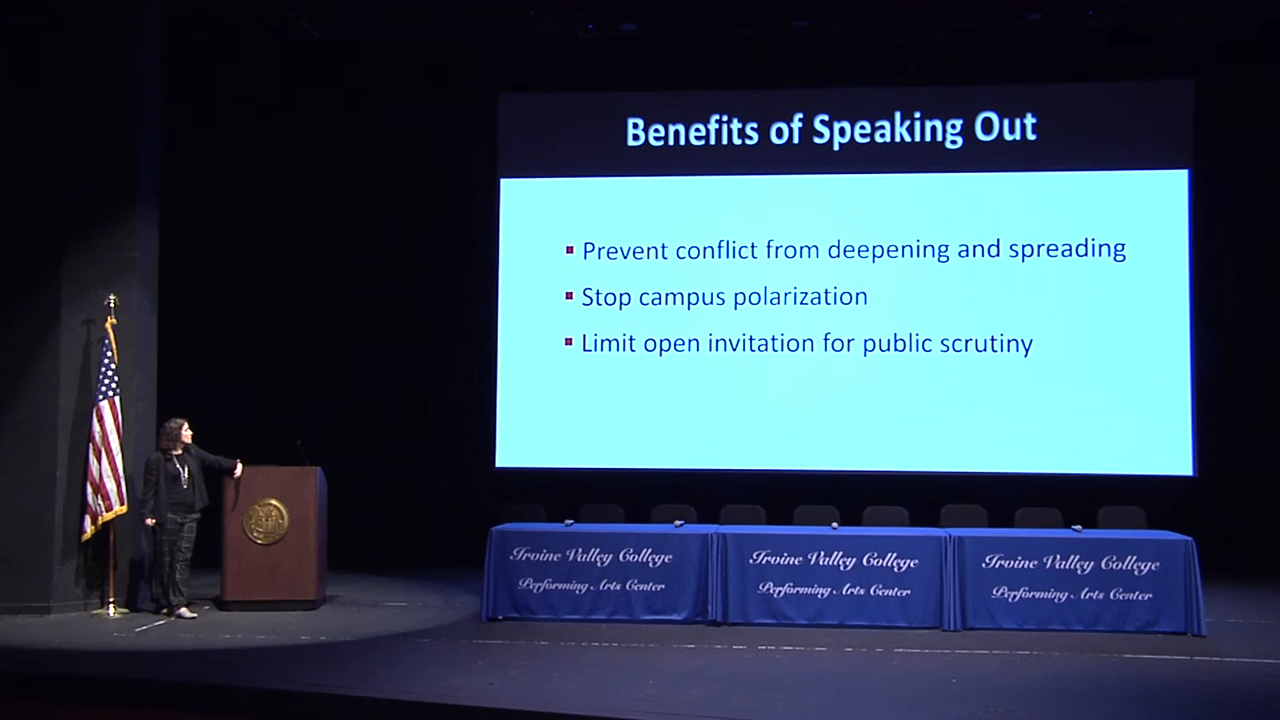 Benefits of Speaking Out
Prevent conflict from deepening and spreading
Stop campus polarization
Limit open invitation for public scrutiny
Irvine Valley College
Performing Arts Center
Irvine Valley College
Performing Arts Center
Irvine Valley College
Performing Arts Center